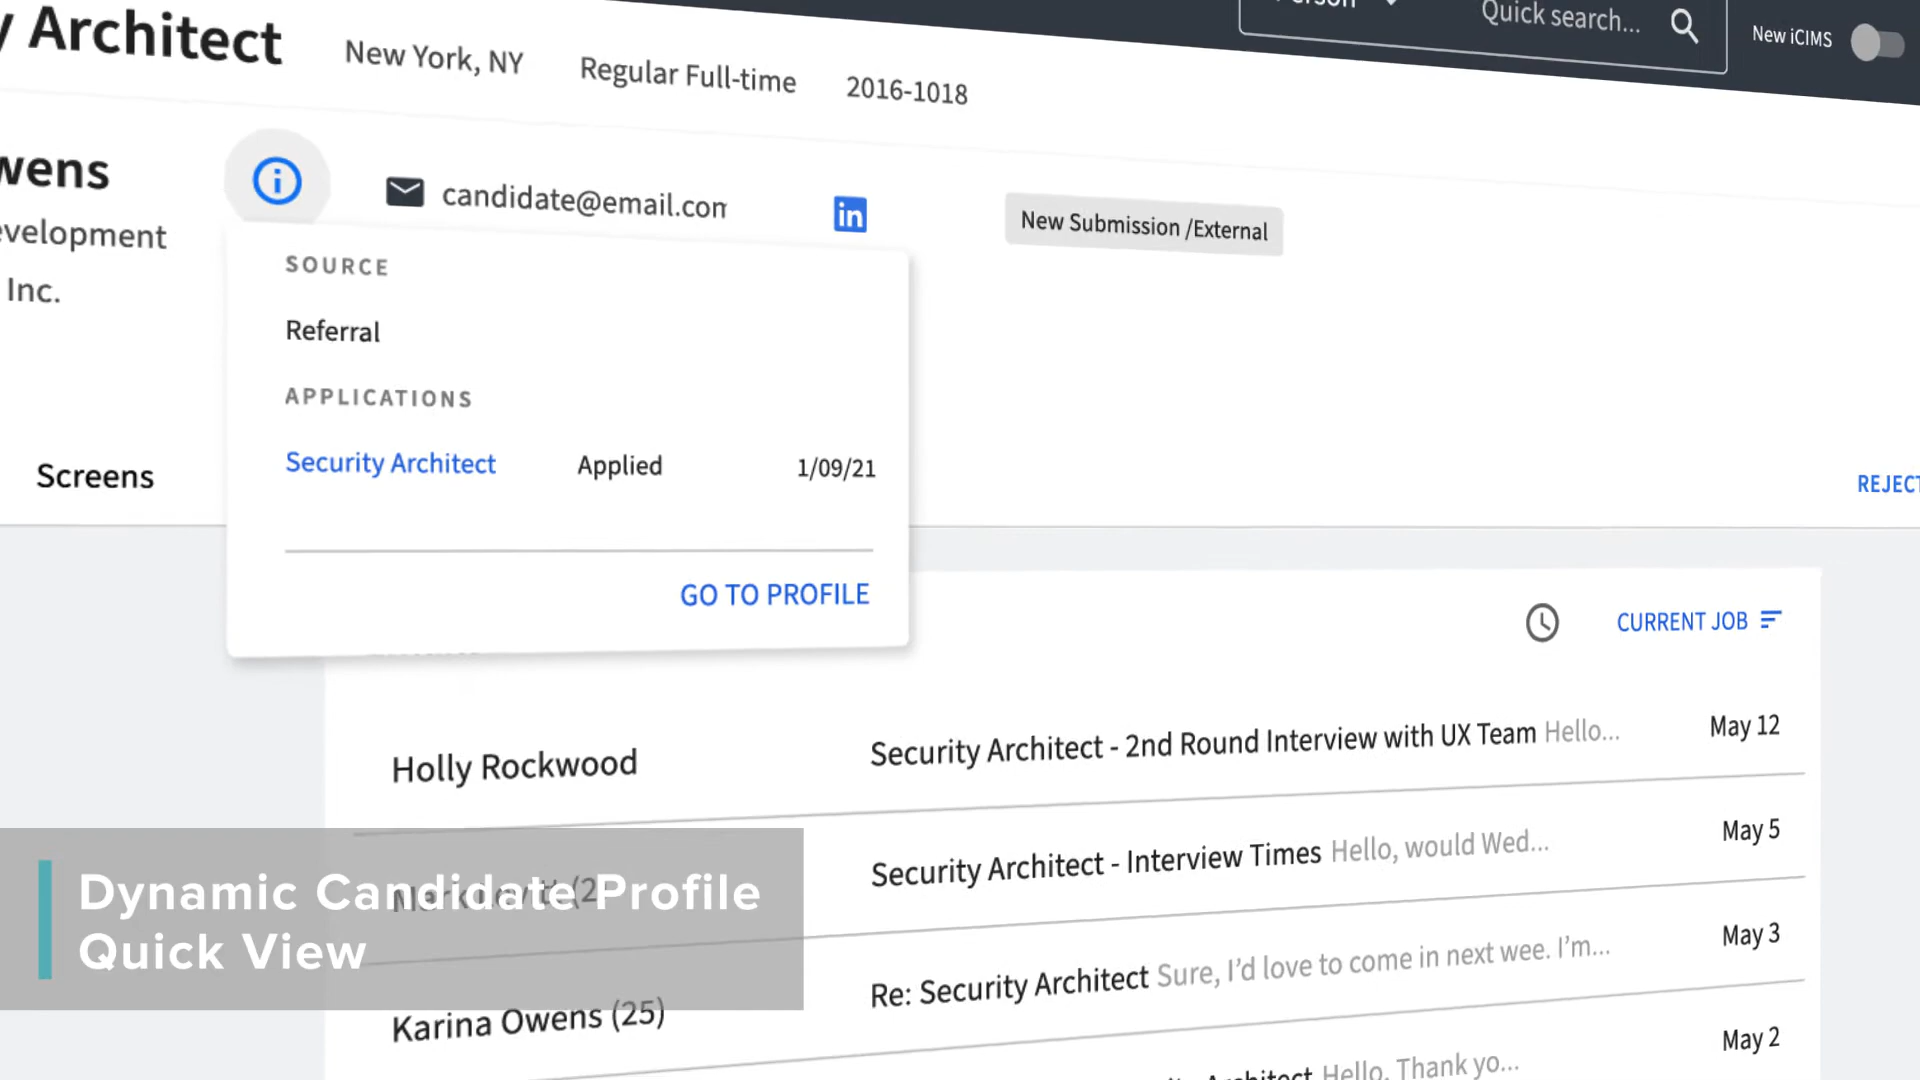 Architect
New York, NY
Regular Full-time
2016-1018
Quick search...
New iCIMS
candidate@email.com
in
New Submission /External
Inc.
SOURCE
Referral
APPLICATIONS
Security Architect Applied 1/09/21
GO TO PROFILE
Screens
REJECT
CURRENT JOB
Holly Rockwood Security Architect - 2nd Round Interview with UX Team Hello... May 12
Security Architect - Interview Times Hello, would Wed... May 5
Karina Owens (25) Re: Security Architect Sure, I'd love to come in next wee. I'm... May 3
Architect Hello, Thank yo... May 2
Dynamic Candidate Profile
Quick View